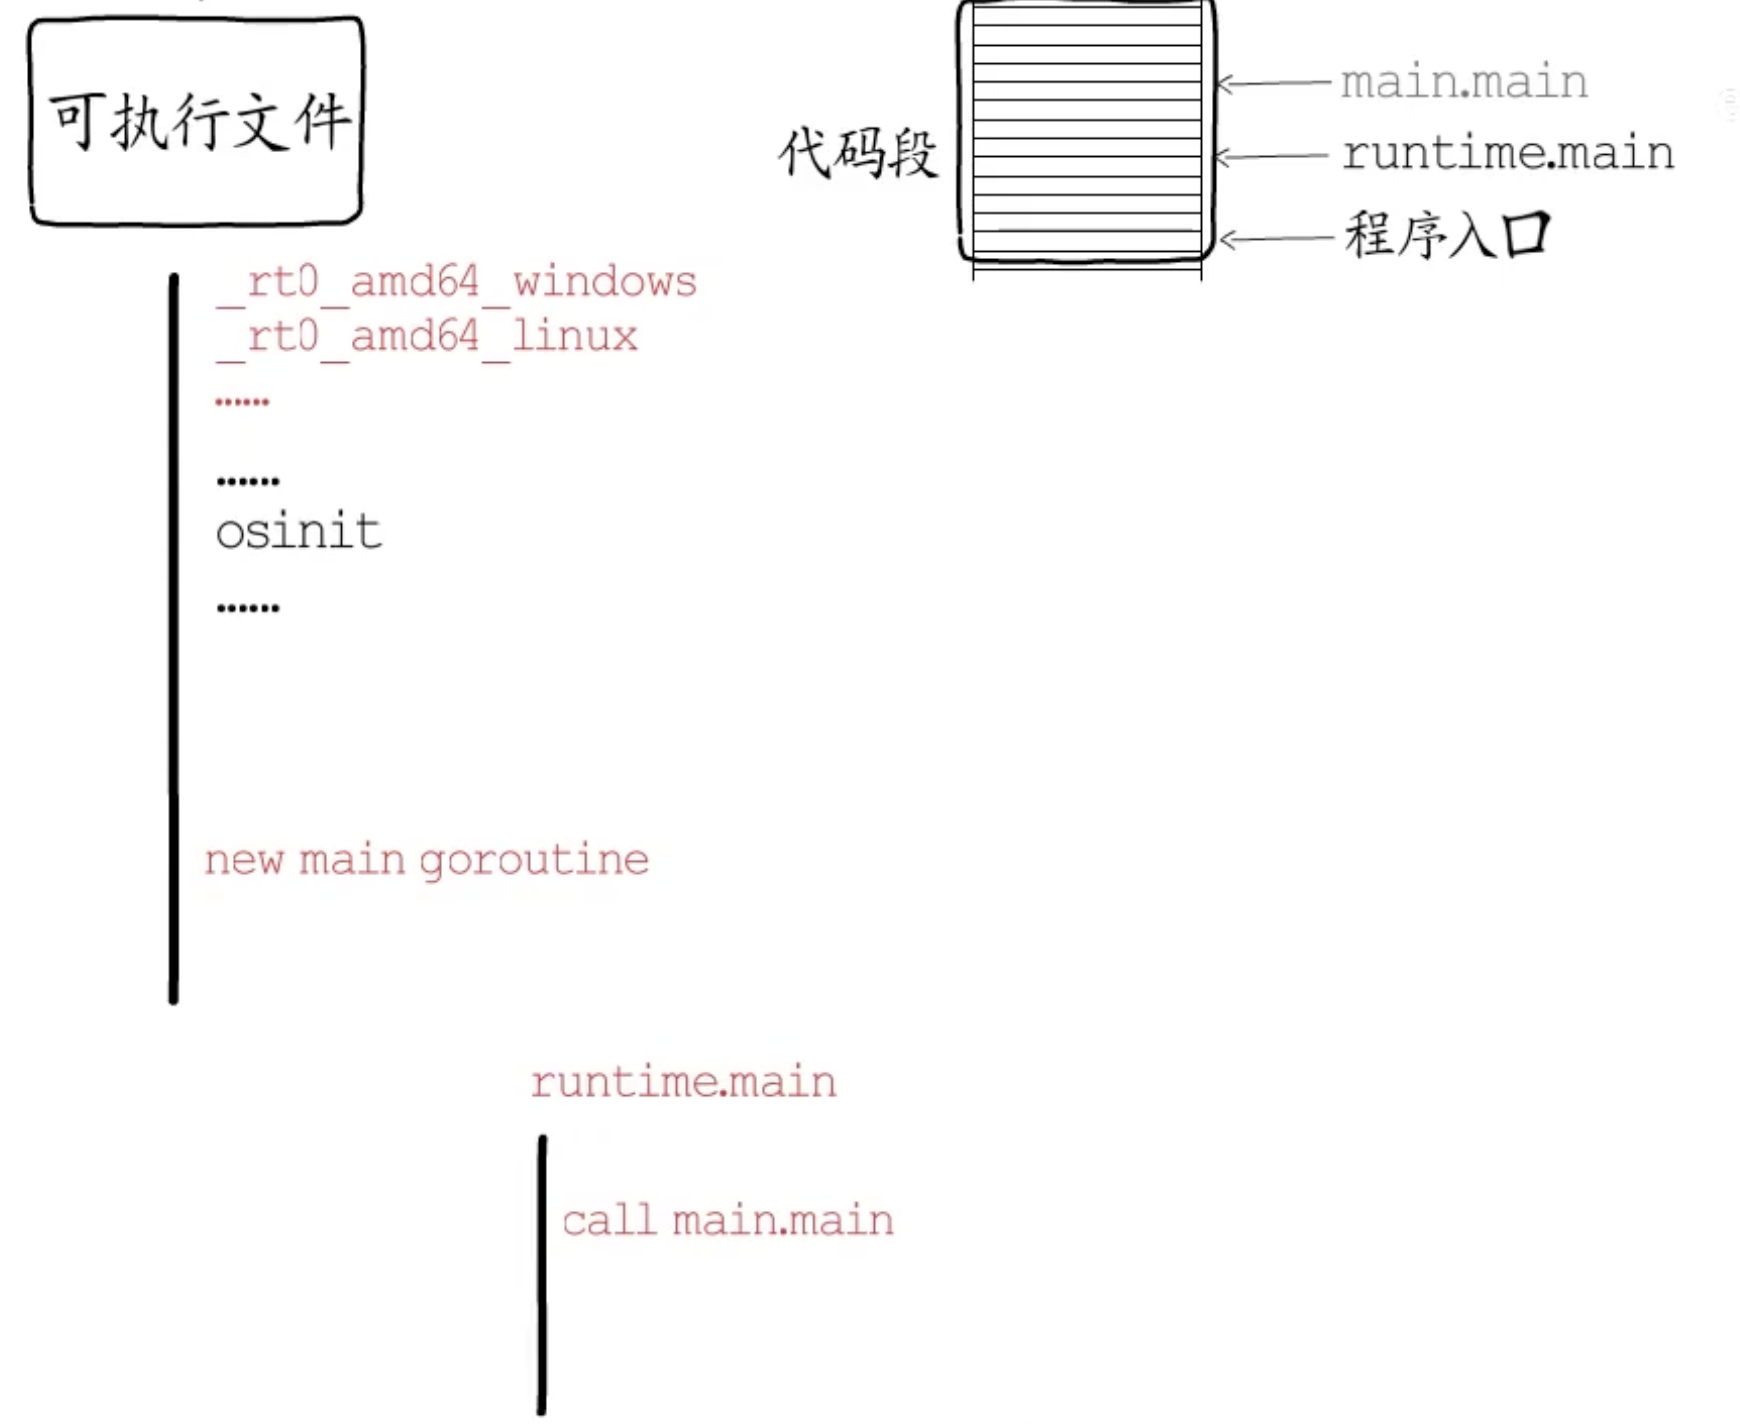 可执行文件
代码段
main.main
runtime.main
程序入口
_rt0_amd64_windows
_rt0_amd64_linux
......
......
osinit
......
new main goroutine
runtime.main
call main.main